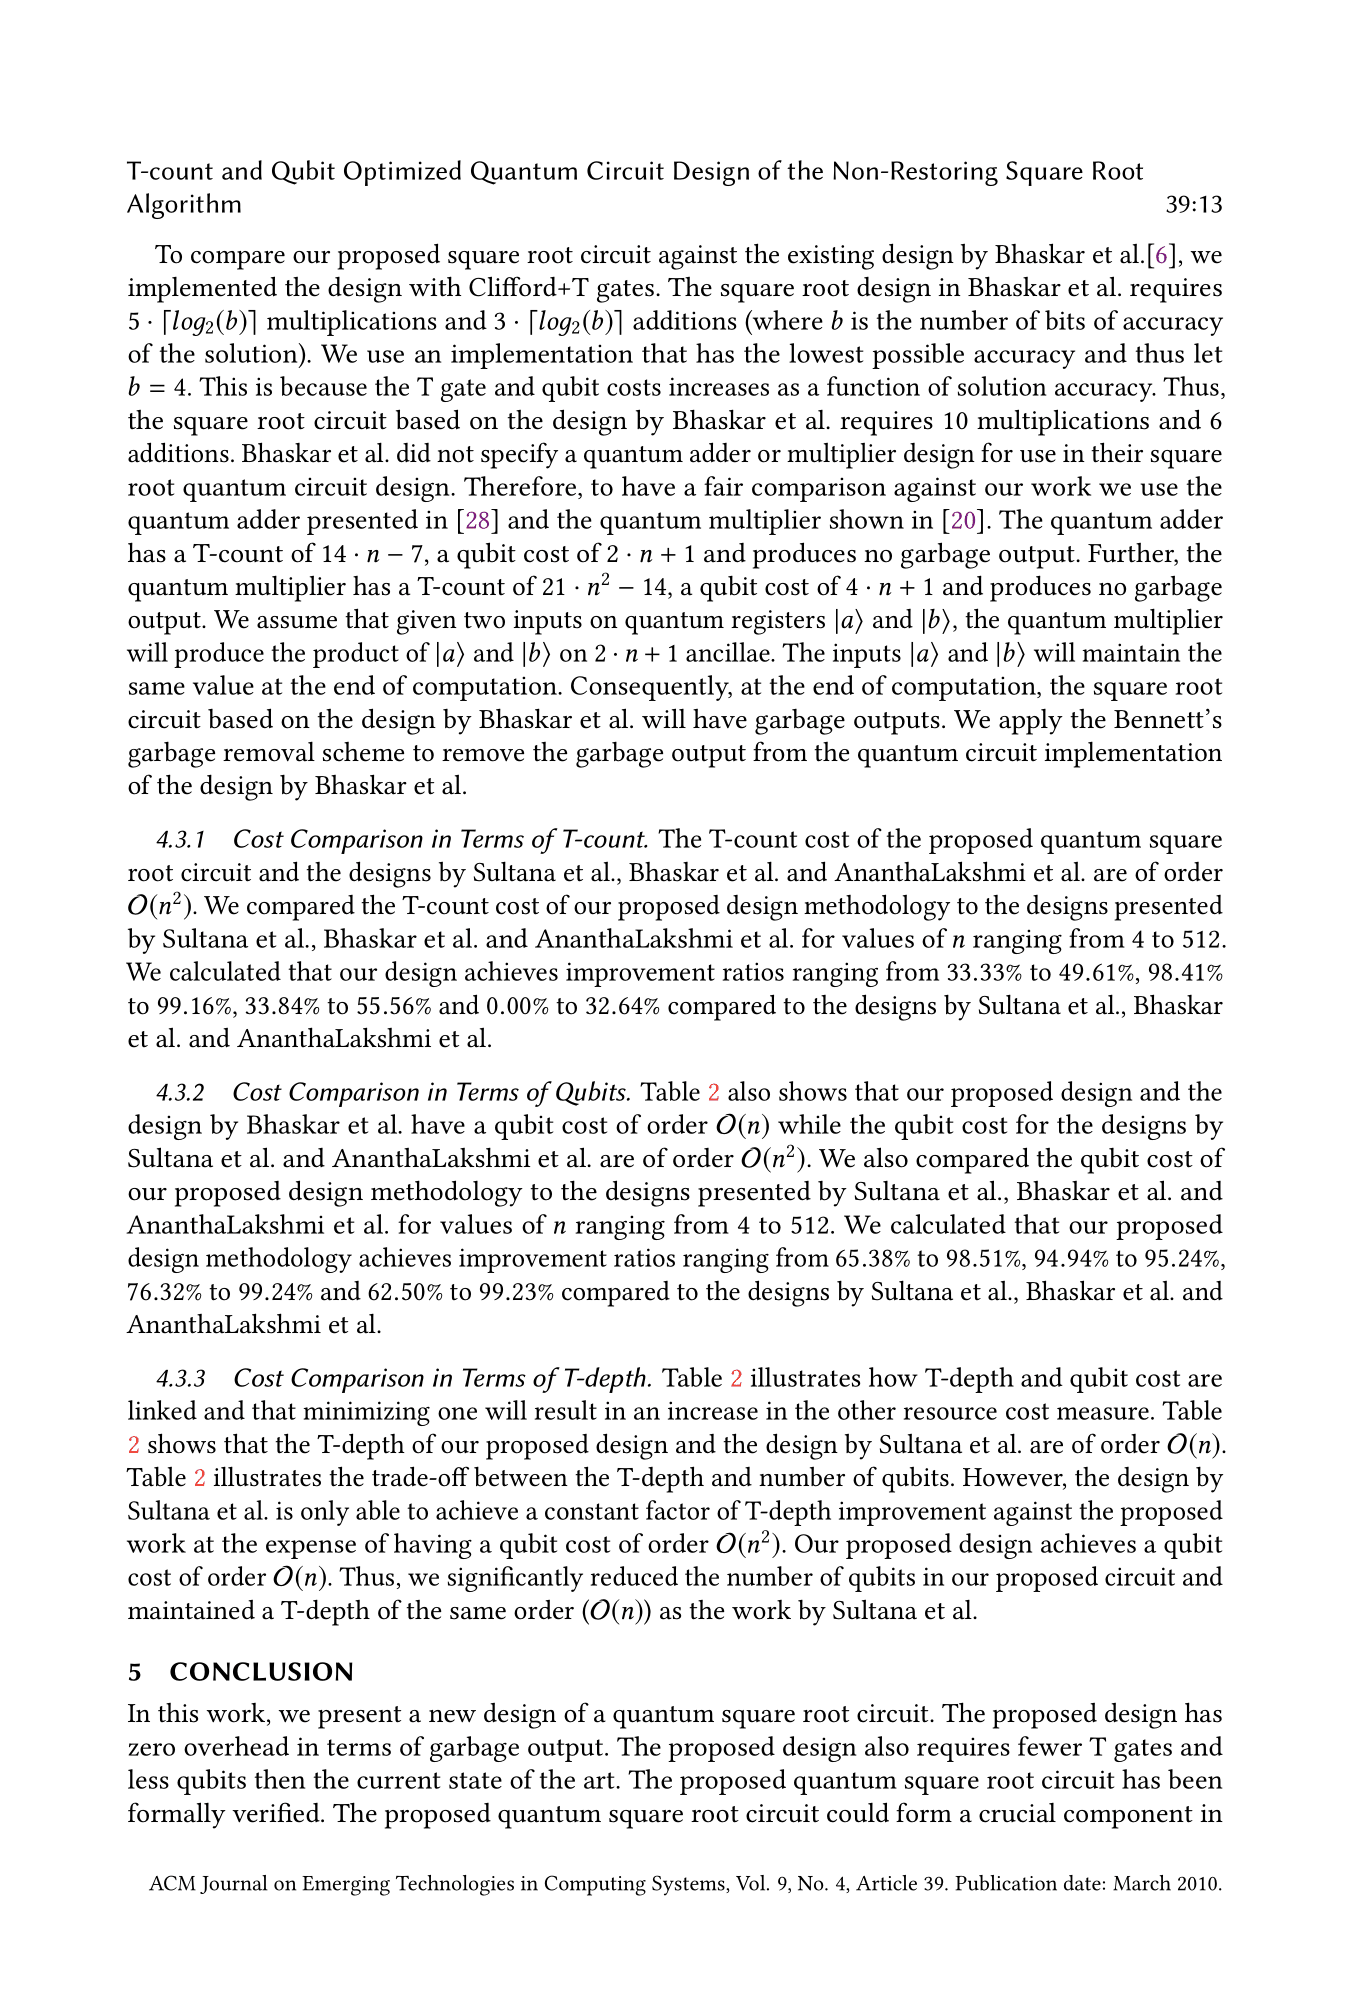 T-count and Qubit Optimized Quantum Circuit Design of the Non-Restoring Square Root
Algorithm 39:13
To compare our proposed square root circuit against the existing design by Bhaskar et al.[6], we
implemented the design with Clifford+T gates. The square root design in Bhaskar et al. requires
5 · ⌈log₂(b)⌉ multiplications and 3 · ⌈log₂(b)⌉ additions (where b is the number of bits of accuracy
of the solution). We use an implementation that has the lowest possible accuracy and thus let
b = 4. This is because the T gate and qubit costs increases as a function of solution accuracy. Thus,
the square root circuit based on the design by Bhaskar et al. requires 10 multiplications and 6
additions. Bhaskar et al. did not specify a quantum adder or multiplier design for use in their square
root quantum circuit design. Therefore, to have a fair comparison against our work we use the
quantum adder presented in [28] and the quantum multiplier shown in [20]. The quantum adder
has a T-count of 14 · n − 7, a qubit cost of 2 · n + 1 and produces no garbage output. Further, the
quantum multiplier has a T-count of 21 · n² − 14, a qubit cost of 4 · n + 1 and produces no garbage
output. We assume that given two inputs on quantum registers |a⟩ and |b⟩, the quantum multiplier
will produce the product of |a⟩ and |b⟩ on 2 · n + 1 ancillae. The inputs |a⟩ and |b⟩ will maintain the
same value at the end of computation. Consequently, at the end of computation, the square root
circuit based on the design by Bhaskar et al. will have garbage outputs. We apply the Bennett's
garbage removal scheme to remove the garbage output from the quantum circuit implementation
of the design by Bhaskar et al.
4.3.1 Cost Comparison in Terms of T-count. The T-count cost of the proposed quantum square
root circuit and the designs by Sultana et al., Bhaskar et al. and AnanthaLakshmi et al. are of order
O(n²). We compared the T-count cost of our proposed design methodology to the designs presented
by Sultana et al., Bhaskar et al. and AnanthaLakshmi et al. for values of n ranging from 4 to 512.
We calculated that our design achieves improvement ratios ranging from 33.33% to 49.61%, 98.41%
to 99.16%, 33.84% to 55.56% and 0.00% to 32.64% compared to the designs by Sultana et al., Bhaskar
et al. and AnanthaLakshmi et al.
4.3.2 Cost Comparison in Terms of Qubits. Table 2 also shows that our proposed design and the
design by Bhaskar et al. have a qubit cost of order O(n) while the qubit cost for the designs by
Sultana et al. and AnanthaLakshmi et al. are of order O(n²). We also compared the qubit cost of
our proposed design methodology to the designs presented by Sultana et al., Bhaskar et al. and
AnanthaLakshmi et al. for values of n ranging from 4 to 512. We calculated that our proposed
design methodology achieves improvement ratios ranging from 65.38% to 98.51%, 94.94% to 95.24%,
76.32% to 99.24% and 62.50% to 99.23% compared to the designs by Sultana et al., Bhaskar et al. and
AnanthaLakshmi et al.
4.3.3 Cost Comparison in Terms of T-depth. Table 2 illustrates how T-depth and qubit cost are
linked and that minimizing one will result in an increase in the other resource cost measure. Table
2 shows that the T-depth of our proposed design and the design by Sultana et al. are of order O(n).
Table 2 illustrates the trade-off between the T-depth and number of qubits. However, the design by
Sultana et al. is only able to achieve a constant factor of T-depth improvement against the proposed
work at the expense of having a qubit cost of order O(n²). Our proposed design achieves a qubit
cost of order O(n). Thus, we significantly reduced the number of qubits in our proposed circuit and
maintained a T-depth of the same order (O(n)) as the work by Sultana et al.
5 CONCLUSION
In this work, we present a new design of a quantum square root circuit. The proposed design has
zero overhead in terms of garbage output. The proposed design also requires fewer T gates and
less qubits then the current state of the art. The proposed quantum square root circuit has been
formally verified. The proposed quantum square root circuit could form a crucial component in
ACM Journal on Emerging Technologies in Computing Systems, Vol. 9, No. 4, Article 39. Publication date: March 2010.